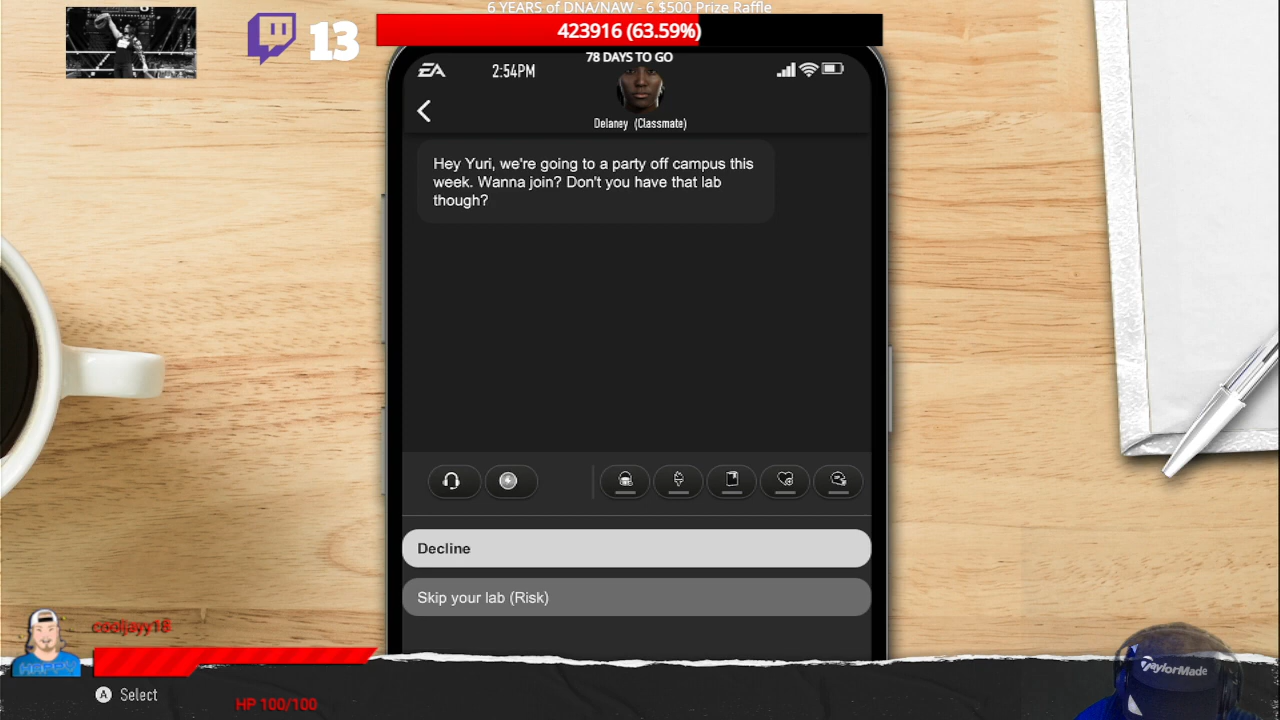 6 YEARS of DNA/NAW - 6 $500 Prize Raffle
13
423916 (63.59%)
78 DAYS TO GO
EA
2:54PM
Delaney (Classmate)
Hey Yuri, we're going to a party off campus this
week. Wanna join? Don't you have that lab
though?
Decline
Skip your lab (Risk)
cooljayy18
HAPPY
A Select
HP 100/100
TaylorMade